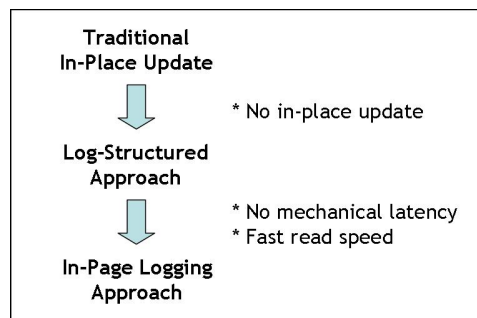 Traditional
In-Place Update
* No in-place update
Log-Structured
Approach
* No mechanical latency
* Fast read speed
In-Page Logging
Approach